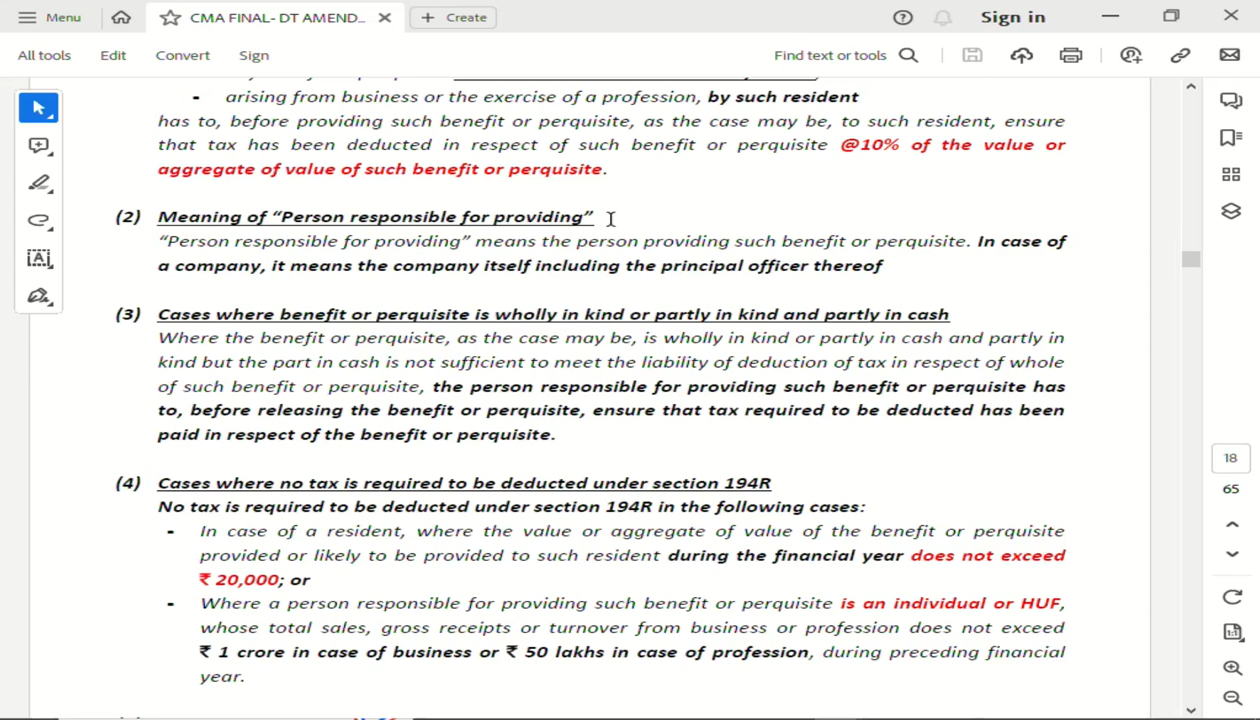 Menu
CMA FINAL- DT AMEND...
Create
Sign in
All tools
Edit
Convert
Sign
Find text or tools
- arising from business or the exercise of a profession, by such resident
has to, before providing such benefit or perquisite, as the case may be, to such resident, ensure
that tax has been deducted in respect of such benefit or perquisite @10% of the value or
aggregate of value of such benefit or perquisite.
(2) Meaning of “Person responsible for providing”
“Person responsible for providing” means the person providing such benefit or perquisite. In case of
a company, it means the company itself including the principal officer thereof
(3) Cases where benefit or perquisite is wholly in kind or partly in kind and partly in cash
Where the benefit or perquisite, as the case may be, is wholly in kind or partly in cash and partly in
kind but the part in cash is not sufficient to meet the liability of deduction of tax in respect of whole
of such benefit or perquisite, the person responsible for providing such benefit or perquisite has
to, before releasing the benefit or perquisite, ensure that tax required to be deducted has been
paid in respect of the benefit or perquisite.
(4) Cases where no tax is required to be deducted under section 194R
No tax is required to be deducted under section 194R in the following cases:
- In case of a resident, where the value or aggregate of value of the benefit or perquisite
provided or likely to be provided to such resident during the financial year does not exceed
₹ 20,000; or
- Where a person responsible for providing such benefit or perquisite is an individual or HUF,
whose total sales, gross receipts or turnover from business or profession does not exceed
₹ 1 crore in case of business or ₹ 50 lakhs in case of profession, during preceding financial
year.
18
65
1:1